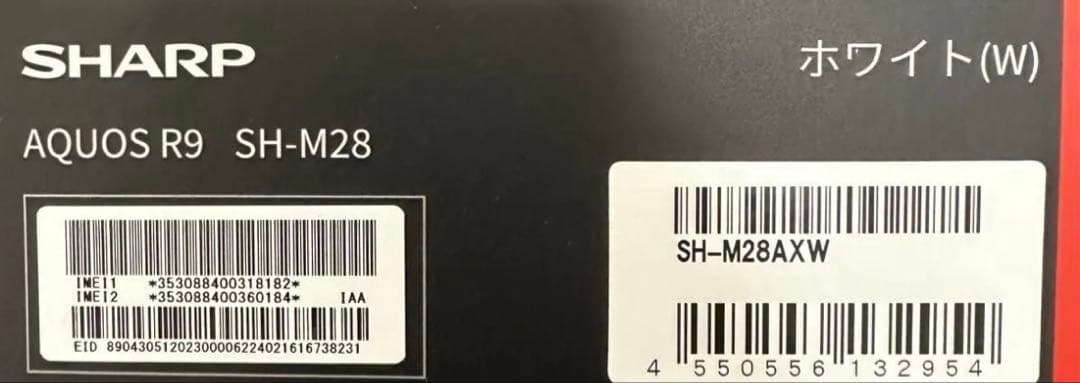 SHARP
ホワイト(W)
AQUOS R9 SH-M28
IMEI1 *353088400318182*
IMEI2 *353088400360184* IAA
EID 89043051202300006224021616738231
SH-M28AXW
4 550556 132954